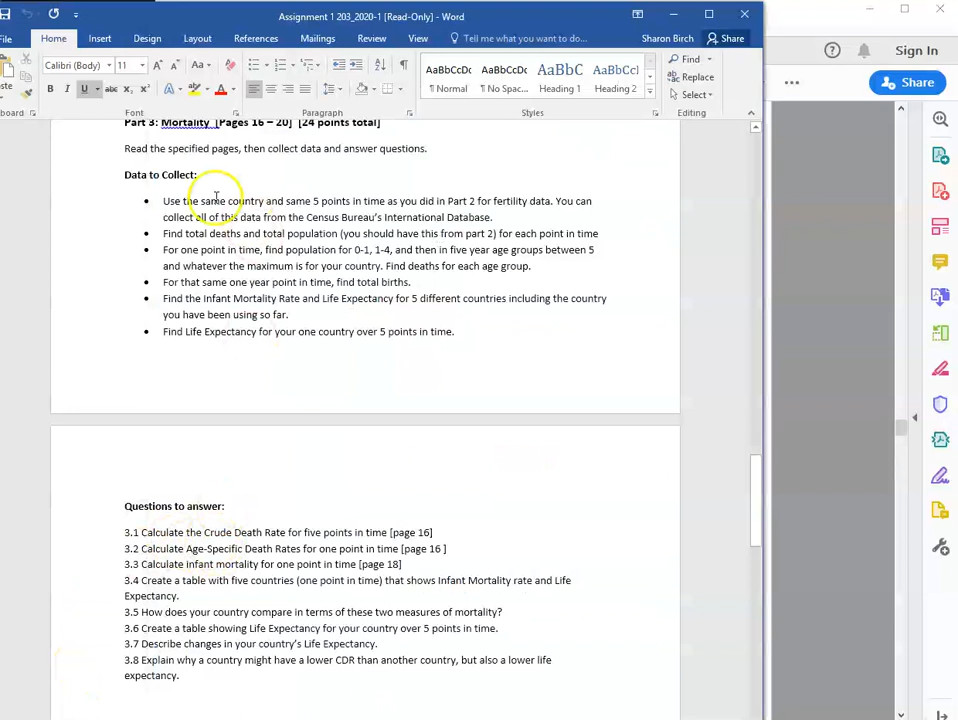 Assignment 1 203_2020-1 [Read-Only] - Word
File Home Insert Design Layout References Mailings Review View Tell me what you want to do... Sharon Birch Share
Sign In
Calibri (Body) 11 Aa Find
Share
B I U abc X₂ X² A A Replace
AaBbCcDc AaBbCcDc AaBbC AaBbCcl
¶ Normal ¶ No Spac... Heading 1 Heading 2
Select
Font Paragraph Styles Editing
Part 3: Mortality [Pages 16 – 20] [24 points total]
Read the specified pages, then collect data and answer questions.
Data to Collect:
• Use the same country and same 5 points in time as you did in Part 2 for fertility data. You can
collect all of this data from the Census Bureau's International Database.
• Find total deaths and total population (you should have this from part 2) for each point in time
• For one point in time, find population for 0-1, 1-4, and then in five year age groups between 5
and whatever the maximum is for your country. Find deaths for each age group.
• For that same one year point in time, find total births.
• Find the Infant Mortality Rate and Life Expectancy for 5 different countries including the country
you have been using so far.
• Find Life Expectancy for your one country over 5 points in time.
Questions to answer:
3.1 Calculate the Crude Death Rate for five points in time [page 16]
3.2 Calculate Age-Specific Death Rates for one point in time [page 16 ]
3.3 Calculate infant mortality for one point in time [page 18]
3.4 Create a table with five countries (one point in time) that shows Infant Mortality rate and Life
Expectancy.
3.5 How does your country compare in terms of these two measures of mortality?
3.6 Create a table showing Life Expectancy for your country over 5 points in time.
3.7 Describe changes in your country's Life Expectancy.
3.8 Explain why a country might have a lower CDR than another country, but also a lower life
expectancy.